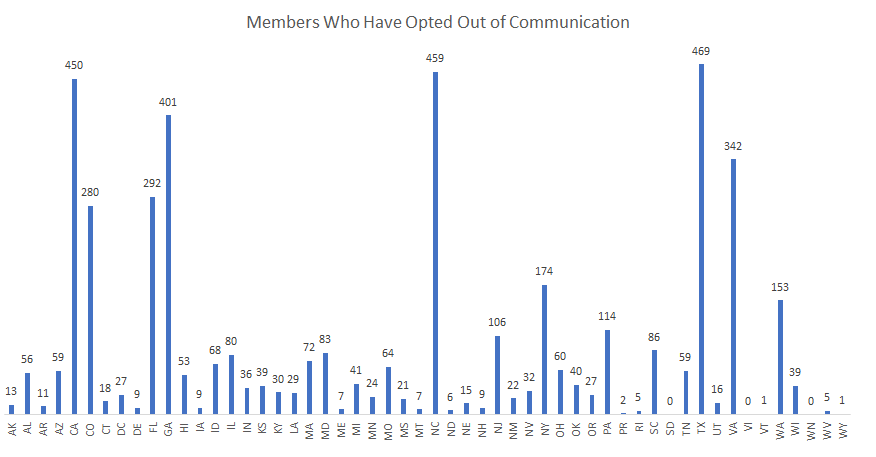 Members Who Have Opted Out of Communication
13
56
11
59
450
280
18
27
9
292
401
53
9
68
80
36
39
30
29
72
83
7
41
24
64
21
7
459
6
15
9
106
22
32
174
60
40
27
114
2
5
86
0
59
469
16
342
0
1
153
39
0
5
1
AK
AL
AR
AZ
CA
CO
CT
DC
DE
FL
GA
HI
IA
ID
IL
IN
KS
KY
LA
MA
MD
ME
MI
MN
MO
MS
MT
NC
ND
NE
NH
NJ
NM
NV
NY
OH
OK
OR
PA
PR
RI
SC
SD
TN
TX
UT
VA
VI
VT
WA
WI
WN
WV
WY